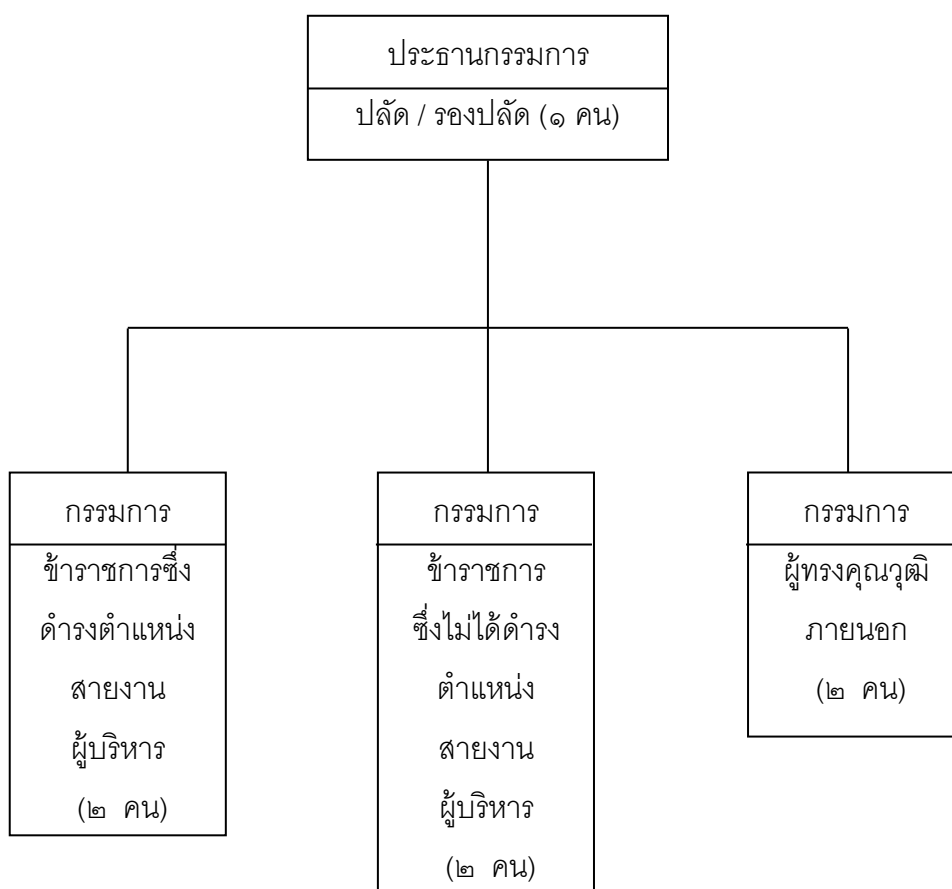 ประธานกรรมการ
ปลัด / รองปลัด (๑ คน)
กรรมการ
ข้าราชการซึ่ง
ดำรงตำแหน่ง
สายงาน
ผู้บริหาร
(๒ คน)
กรรมการ
ข้าราชการ
ซึ่งไม่ได้ดำรง
ตำแหน่ง
สายงาน
ผู้บริหาร
(๒ คน)
กรรมการ
ผู้ทรงคุณวุฒิ
ภายนอก
(๒ คน)